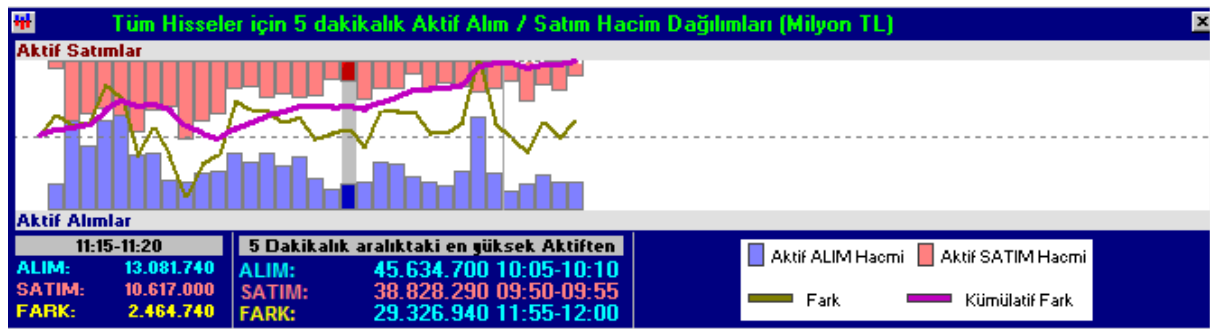 Tüm Hisseler için 5 dakikalık Aktif Alım / Satım Hacim Dağılımları (Milyon TL)
Aktif Satımlar
Aktif Alımlar
11:15-11:20
ALIM: 13.081.740
SATIM: 10.617.000
FARK: 2.464.740
5 Dakikalık aralıktaki en yüksek Aktiften
ALIM: 45.634.700 10:05-10:10
SATIM: 38.828.290 09:50-09:55
FARK: 29.326.940 11:55-12:00
Aktif ALIM Hacmi
Aktif SATIM Hacmi
Fark
Kümülatif Fark